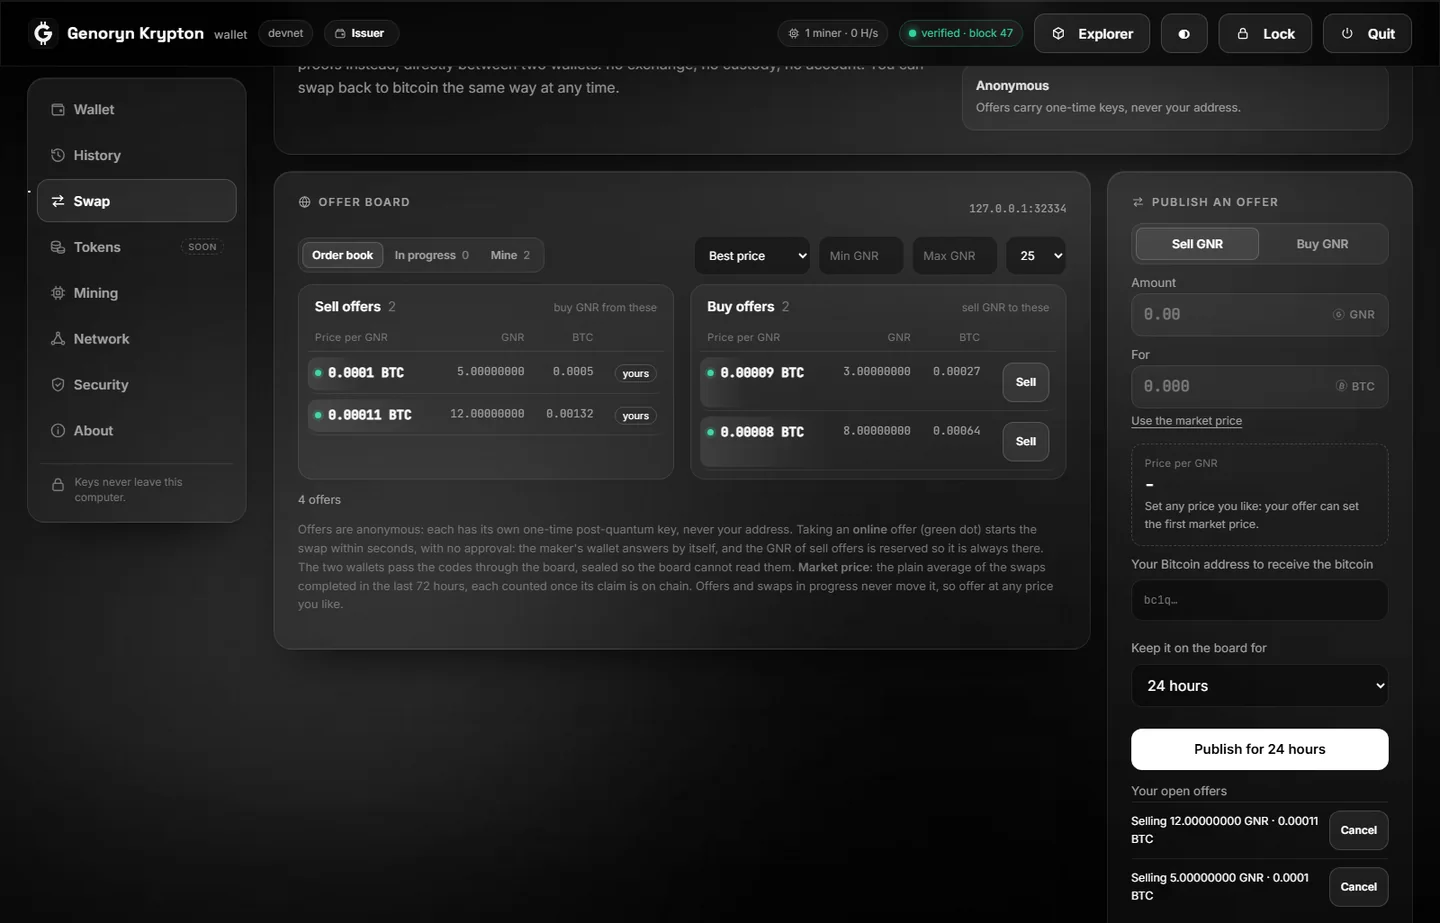 Genoryn Krypton wallet devnet Issuer 1 miner · 0 H/s verified · block 47 Explorer Lock Quit
Wallet
History
Swap
Tokens SOON
Mining
Network
Security
About
Keys never leave this
computer.
proofs instead, directly between two wallets: no exchange, no custody, no account. You can
swap back to bitcoin the same way at any time.
Anonymous
Offers carry one-time keys, never your address.
OFFER BOARD
127.0.0.1:32334
Order book In progress 0 Mine 2 Best price Min GNR Max GNR 25
Sell offers 2 buy GNR from these
Price per GNR GNR BTC
0.0001 BTC 5.00000000 0.0005 yours
0.00011 BTC 12.00000000 0.00132 yours
Buy offers 2 sell GNR to these
Price per GNR GNR BTC
0.00009 BTC 3.00000000 0.00027 Sell
0.00008 BTC 8.00000000 0.00064 Sell
4 offers
Offers are anonymous: each has its own one-time post-quantum key, never your address. Taking an online offer (green dot) starts the
swap within seconds, with no approval: the maker's wallet answers by itself, and the GNR of sell offers is reserved so it is always there.
The two wallets pass the codes through the board, sealed so the board cannot read them. Market price: the plain average of the swaps
completed in the last 72 hours, each counted once its claim is on chain. Offers and swaps in progress never move it, so offer at any price
you like.
PUBLISH AN OFFER
Sell GNR Buy GNR
Amount
0.00 GNR
For
0.000 BTC
Use the market price
Price per GNR
–
Set any price you like: your offer can set
the first market price.
Your Bitcoin address to receive the bitcoin
bc1q…
Keep it on the board for
24 hours
Publish for 24 hours
Your open offers
Selling 12.00000000 GNR · 0.00011
BTC
Cancel
Selling 5.00000000 GNR · 0.0001
BTC
Cancel